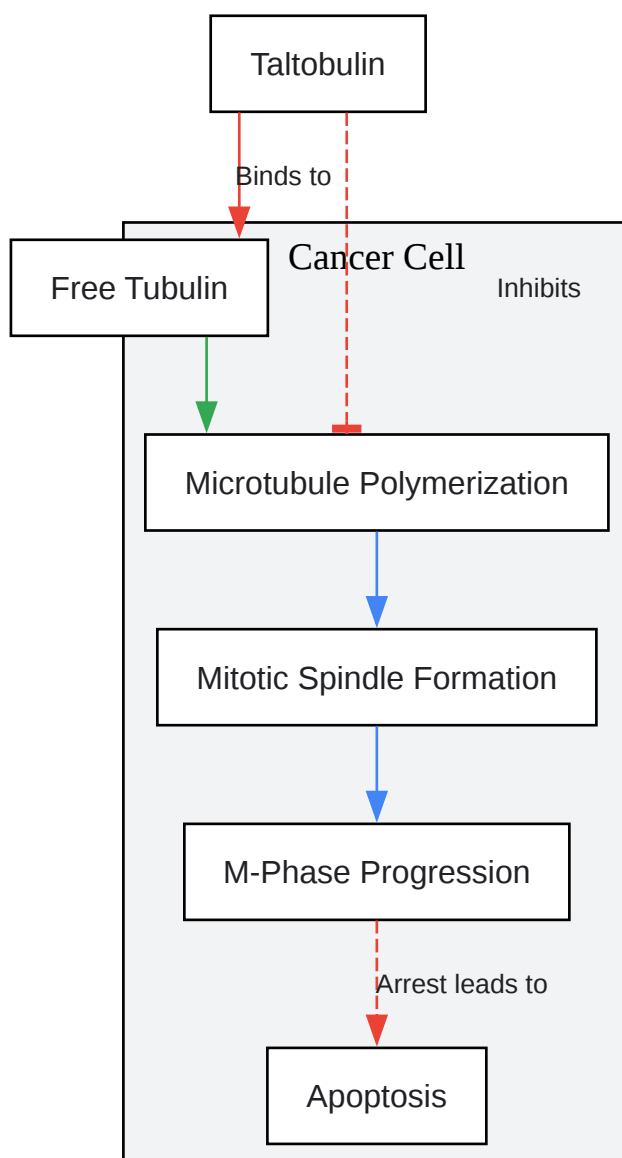 Taltobulin
Binds to
Cancer Cell
Free Tubulin
Inhibits
Microtubule Polymerization
Mitotic Spindle Formation
M-Phase Progression
Arrest leads to
Apoptosis